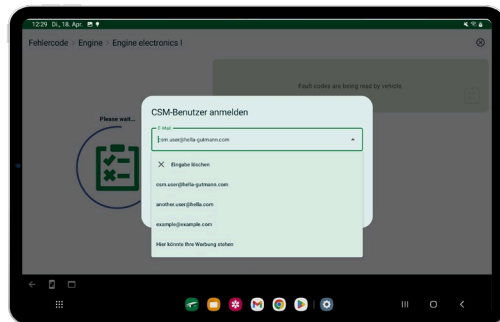 12:29 Di., 18. Apr.
Fehlercode > Engine > Engine electronics I
Fault codes are being read by vehicle.
Please wait...
CSM-Benutzer anmelden
E-Mail
csm.user@hella-gutmann.com
Eingabe löschen
csm.user@hella-gutmann.com
another.user@hella.com
example@example.com
Hier könnte Ihre Werbung stehen